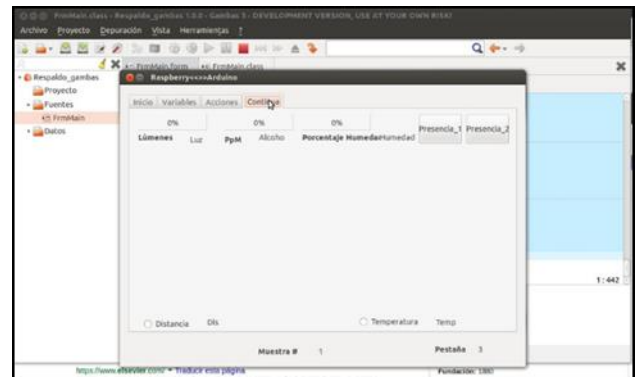 FrmMain.class - Respaldo_gambas 1.0.0 - Gambas 3 - DEVELOPMENT VERSION, USE AT YOUR OWN RISK!
Archivo Proyecto Depuración Vista Herramientas ?
FrmMain.form FrmMain.class
Respaldo_gambas
Proyecto
Fuentes
FrmMain
Datos
Raspberry<<>>Arduino
Inicio Variables Acciones Continua
0% 0% 0%
Presencia_1 Presencia_2
Lúmenes Luz PpM Alcoho Porcentaje Humedad Humedad
1: 442
Distancia Dis Temperatura Temp
Muestra # 1 Pestaña 3
https://www.elsevier.com/ Traducir esta página
Fundación: 1880